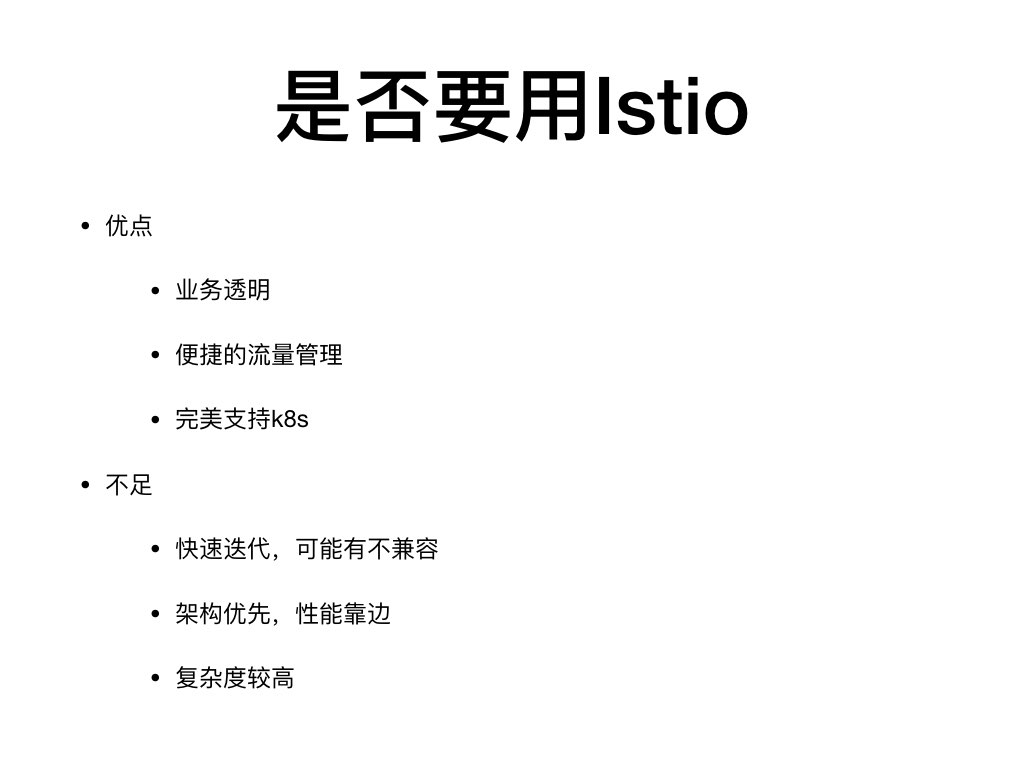 是否要用Istio
• 优点
• 业务透明
• 便捷的流量管理
• 完美支持k8s
• 不足
• 快速迭代，可能有不兼容
• 架构优先，性能靠边
• 复杂度较高